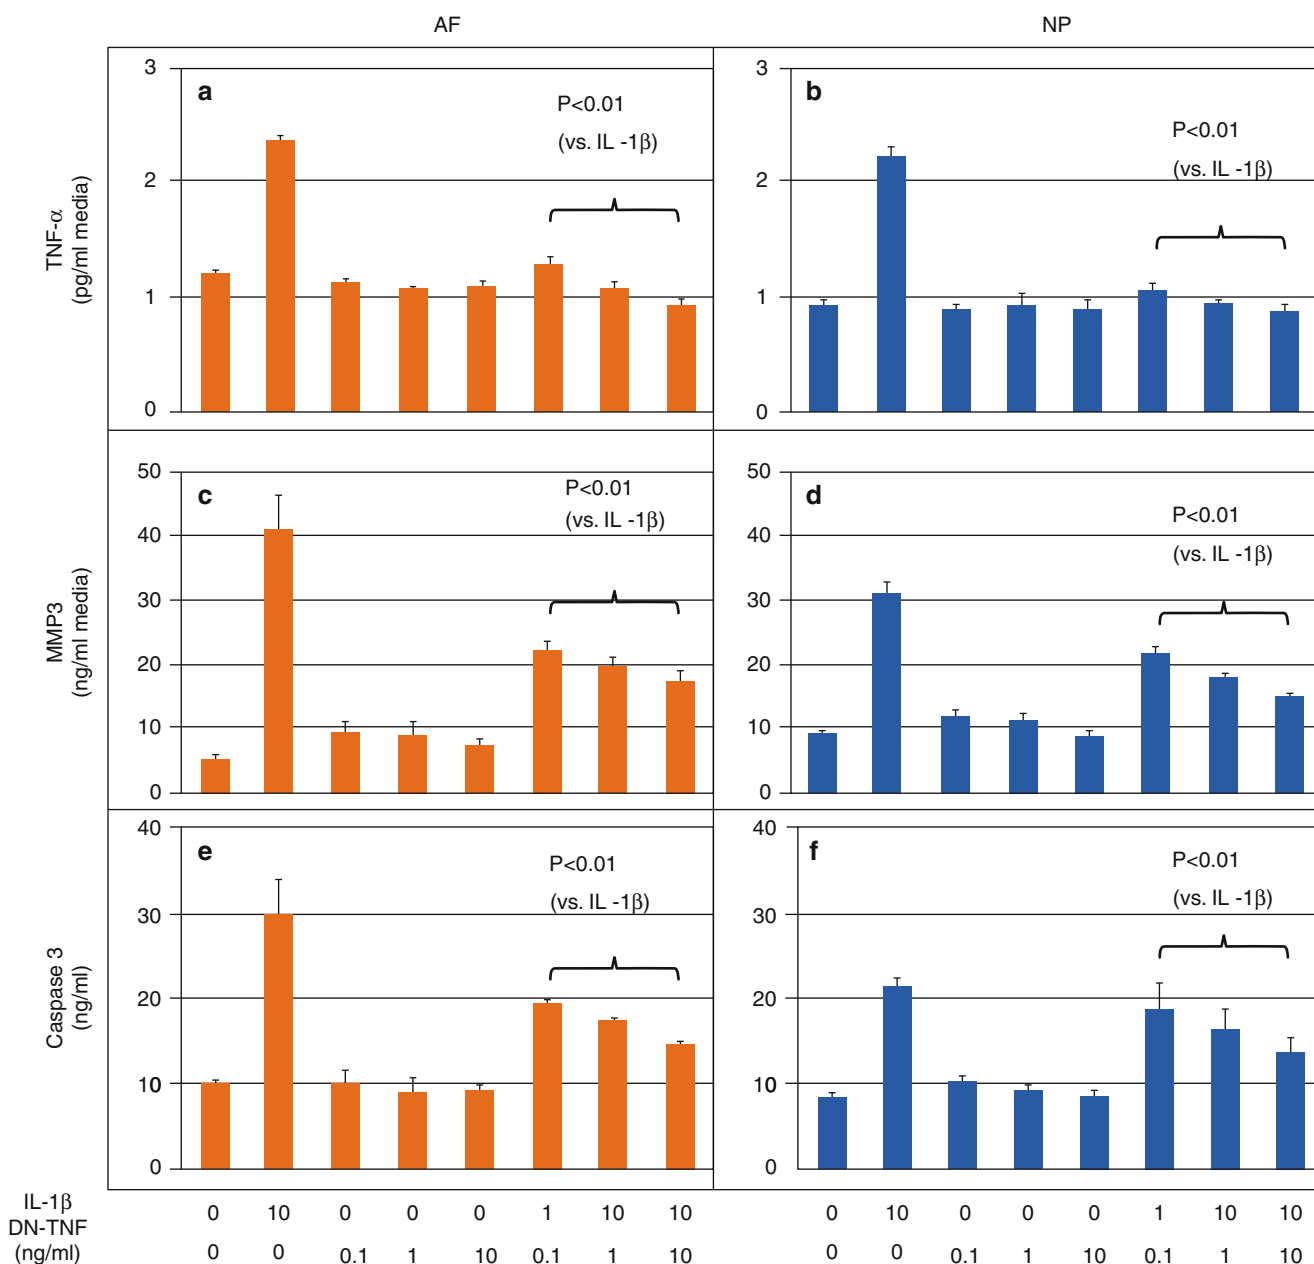 AF
NP
a
P<0.01
(vs. IL -1β)
3
2
1
0
TNF-α
(pg/ml media)
b
P<0.01
(vs. IL -1β)
3
2
1
0
c
P<0.01
(vs. IL -1β)
50
40
30
20
10
0
MMP3
(ng/ml media)
d
P<0.01
(vs. IL -1β)
50
40
30
20
10
0
e
P<0.01
(vs. IL -1β)
40
30
20
10
0
Caspase 3
(ng/ml)
f
P<0.01
(vs. IL -1β)
40
30
20
10
0
IL-1β 0 10 0 0 0 1 10 10 0 10 0 0 0 1 10 10
DN-TNF
(ng/ml) 0 0 0.1 1 10 0.1 1 10 0 0 0.1 1 10 0.1 1 10